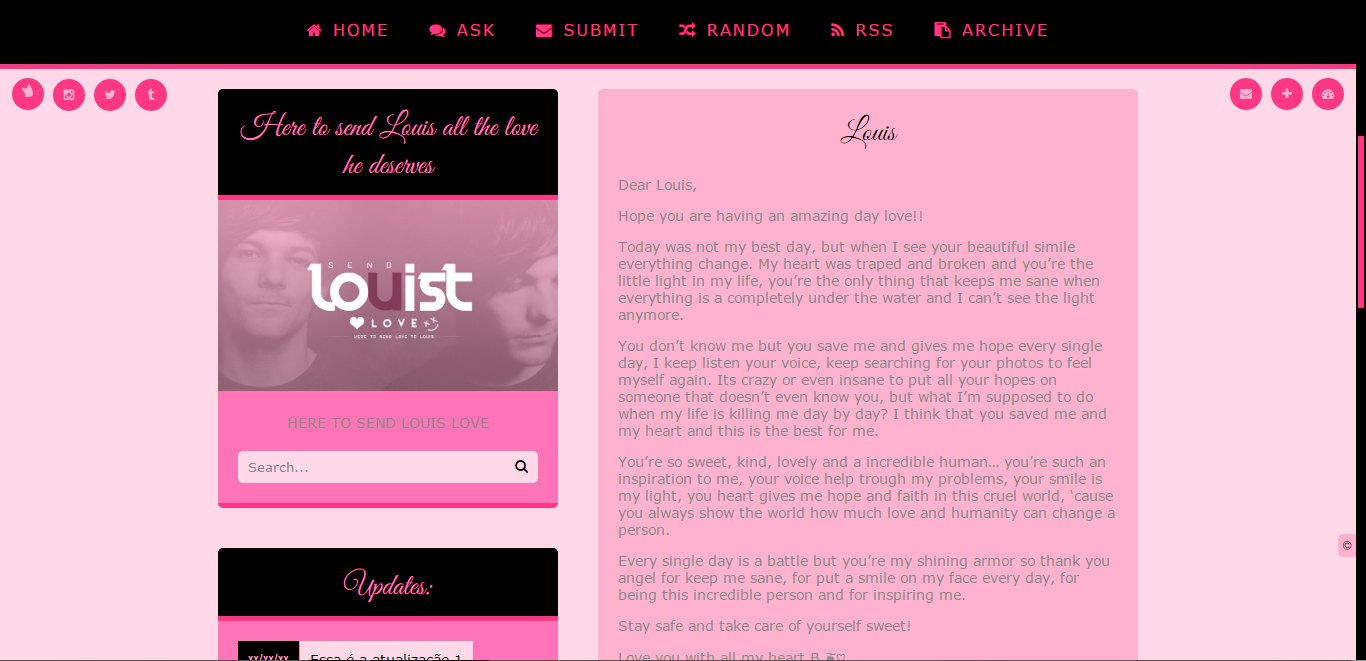 HOME ASK SUBMIT RANDOM RSS ARCHIVE
Here to send Louis all the love
he deserves
SEND
louist
LOVE
HERE TO SEND LOVE TO LOUIS
HERE TO SEND LOUIS LOVE
Search...
Updates:
xx/xx/xx
Essa é a atualização 1
Louis
Dear Louis,
Hope you are having an amazing day love!!
Today was not my best day, but when I see your beautiful simile
everything change. My heart was traped and broken and you’re the
little light in my life, you’re the only thing that keeps me sane when
everything is a completely under the water and I can’t see the light
anymore.
You don’t know me but you save me and gives me hope every single
day, I keep listen your voice, keep searching for your photos to feel
myself again. Its crazy or even insane to put all your hopes on
someone that doesn’t even know you, but what I’m supposed to do
when my life is killing me day by day? I think that you saved me and
my heart and this is the best for me.
You’re so sweet, kind, lovely and a incredible human… you’re such an
inspiration to me, your voice help trough my problems, your smile is
my light, you heart gives me hope and faith in this cruel world, ‘cause
you always show the world how much love and humanity can change a
person.
Every single day is a battle but you’re my shining armor so thank you
angel for keep me sane, for put a smile on my face every day, for
being this incredible person and for inspiring me.
Stay safe and take care of yourself sweet!
Love you with all my heart B ❦♡
©